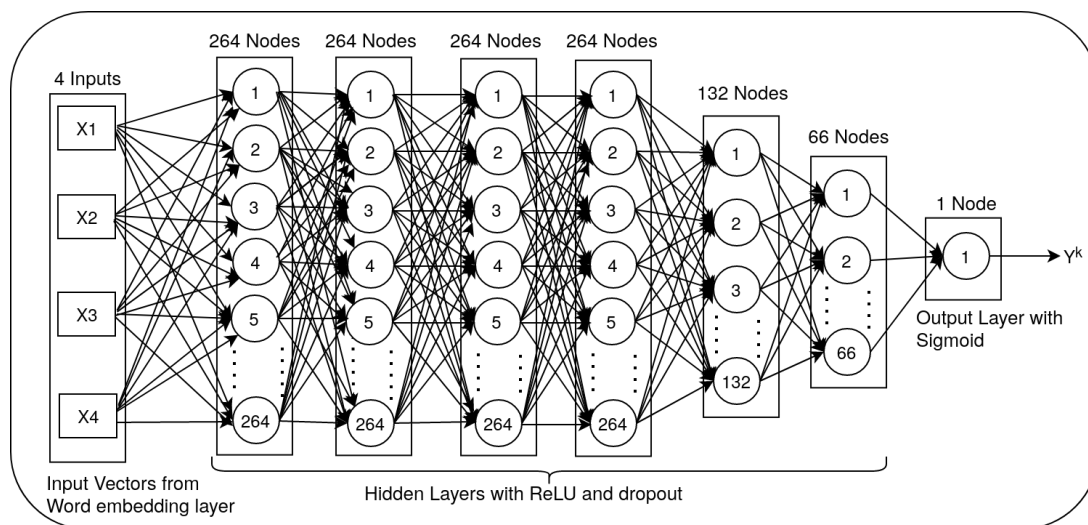 264 Nodes
264 Nodes
264 Nodes
264 Nodes
4 Inputs
132 Nodes
66 Nodes
1 Node
X1
X2
X3
X4
1
2
3
4
5
264
1
2
3
4
5
264
1
2
3
4
5
264
1
2
3
4
5
264
1
2
3
132
1
2
66
1
Yᵏ
Output Layer with
Sigmoid
Input Vectors from
Word embedding layer
Hidden Layers with ReLU and dropout